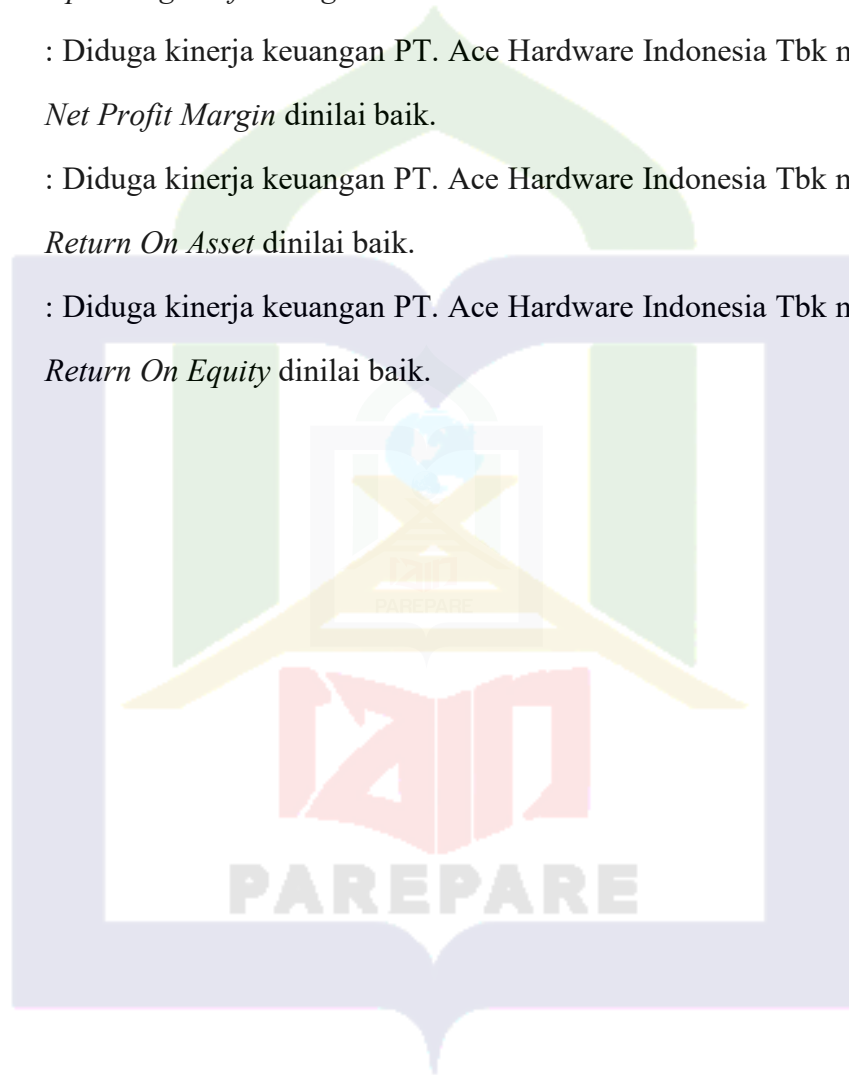 : Diduga kinerja keuangan PT. Ace Hardware Indonesia Tbk
Net Profit Margin dinilai baik.
: Diduga kinerja keuangan PT. Ace Hardware Indonesia Tbk
Return On Asset dinilai baik.
: Diduga kinerja keuangan PT. Ace Hardware Indonesia Tbk
Return On Equity dinilai baik.
iain
PAREPARE
iain
PAREPARE